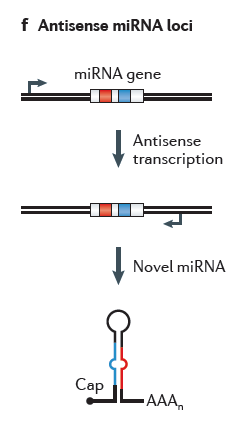 f Antisense miRNA loci
miRNA gene
Antisense
transcription
Novel miRNA
Cap
AAAn